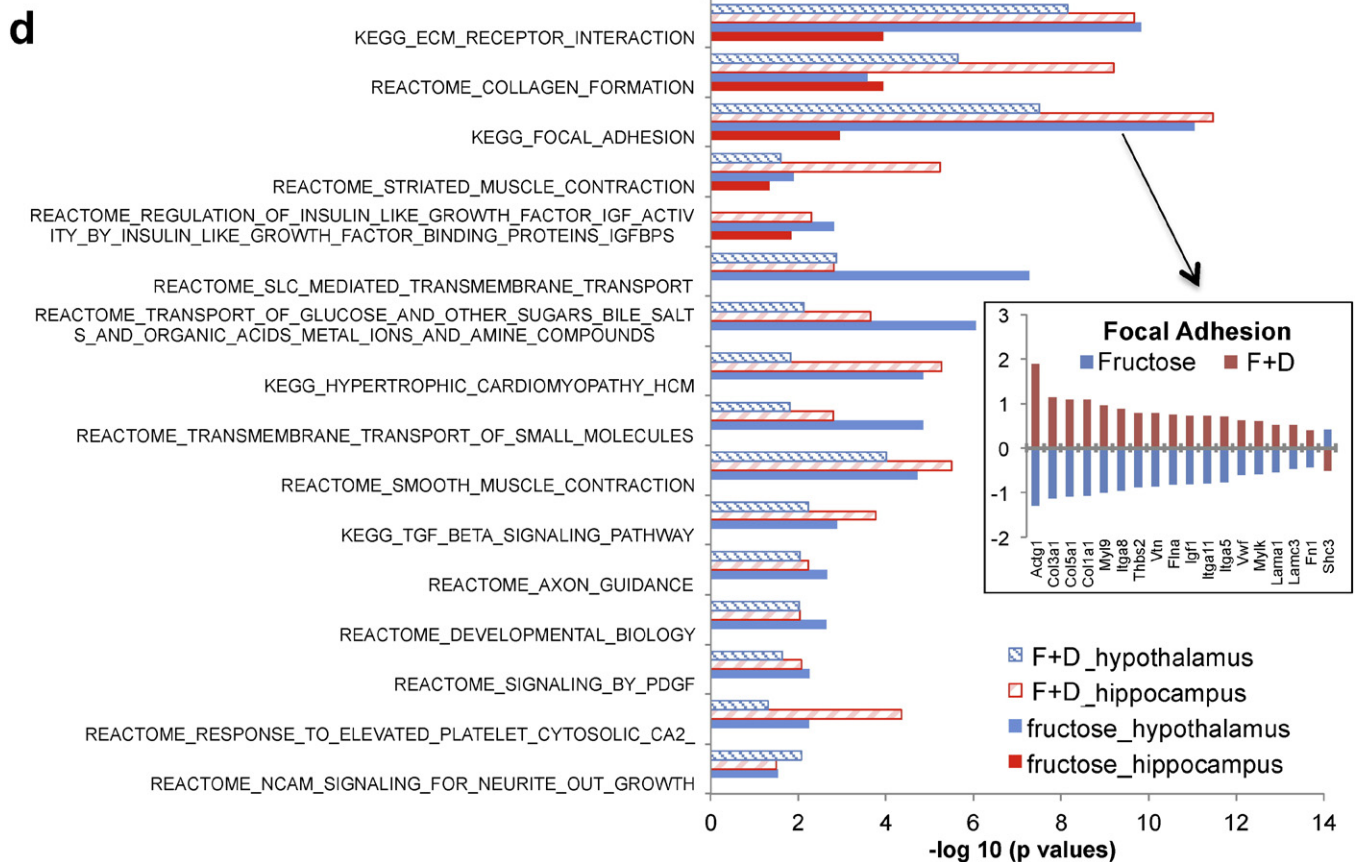 d
KEGG_ECM_RECEPTOR_INTERACTION
REACTOME_COLLAGEN_FORMATION
KEGG_FOCAL_ADHESION
REACTOME_STRIATED_MUSCLE_CONTRACTION
REACTOME_REGULATION_OF_INSULIN_LIKE_GROWTH_FACTOR_IGF_ACTIV
ITY_BY_INSULIN_LIKE_GROWTH_FACTOR_BINDING_PROTEINS_IGFBPS
REACTOME_SLC_MEDIATED_TRANSMEMBRANE_TRANSPORT
REACTOME_TRANSPORT_OF_GLUCOSE_AND_OTHER_SUGARS_BILE_SALT
S_AND_ORGANIC_ACIDS_METAL_IONS_AND_AMINE_COMPOUNDS
KEGG_HYPERTROPHIC_CARDIOMYOPATHY_HCM
REACTOME_TRANSMEMBRANE_TRANSPORT_OF_SMALL_MOLECULES
REACTOME_SMOOTH_MUSCLE_CONTRACTION
KEGG_TGF_BETA_SIGNALING_PATHWAY
REACTOME_AXON_GUIDANCE
REACTOME_DEVELOPMENTAL_BIOLOGY
REACTOME_SIGNALING_BY_PDGF
REACTOME_RESPONSE_TO_ELEVATED_PLATELET_CYTOSOLIC_CA2_
REACTOME_NCAM_SIGNALING_FOR_NEURITE_OUT_GROWTH
0 2 4 6 8 10 12 14
-log 10 (p values)
Focal Adhesion
Fructose F+D
3
2
1
0
-1
-2
Actg1
Col3a1
Col5a1
Col1a1
Myl9
Itga8
Thbs2
Vtn
Flna
Igf1
Itga11
Itga5
Vwf
Mylk
Lama1
Lamc3
Fn1
Shc3
F+D_hypothalamus
F+D_hippocampus
fructose_hypothalamus
fructose_hippocampus